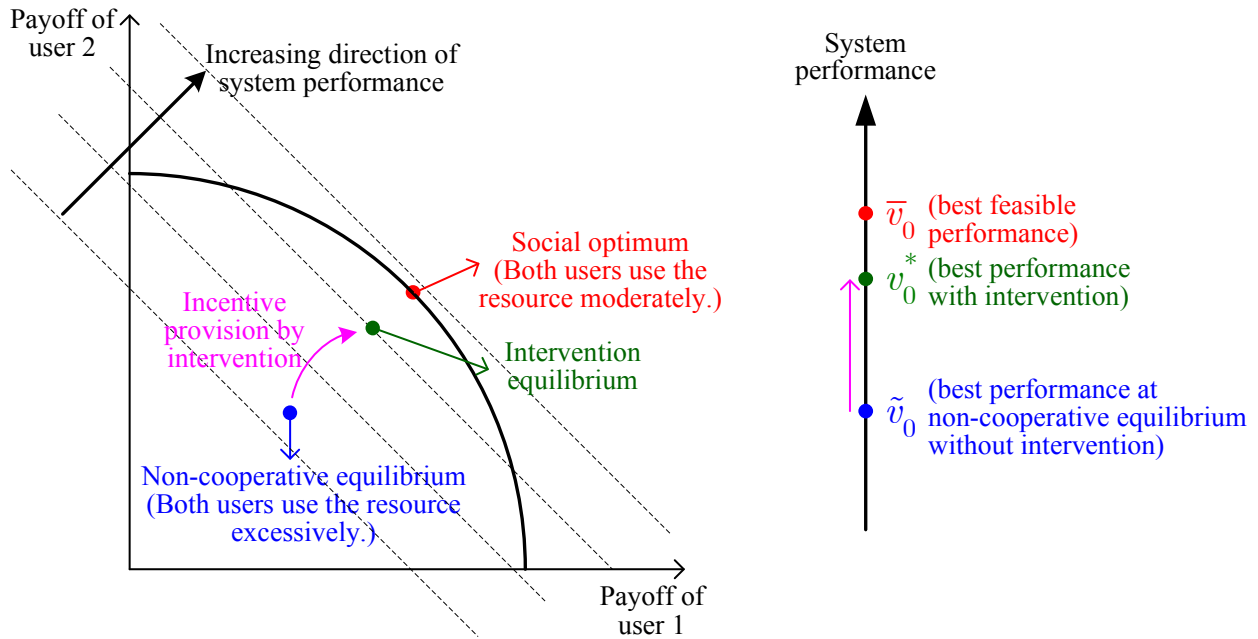 Payoff of
user 2
Increasing direction of
system performance
Social optimum
(Both users use the
resource moderately.)
Incentive
provision by
intervention
Intervention
equilibrium
Non-cooperative equilibrium
(Both users use the resource
excessively.)
Payoff of
user 1
System
performance
v̅₀ (best feasible
performance)
v₀* (best performance
with intervention)
ṽ₀ (best performance at
non-cooperative equilibrium
without intervention)